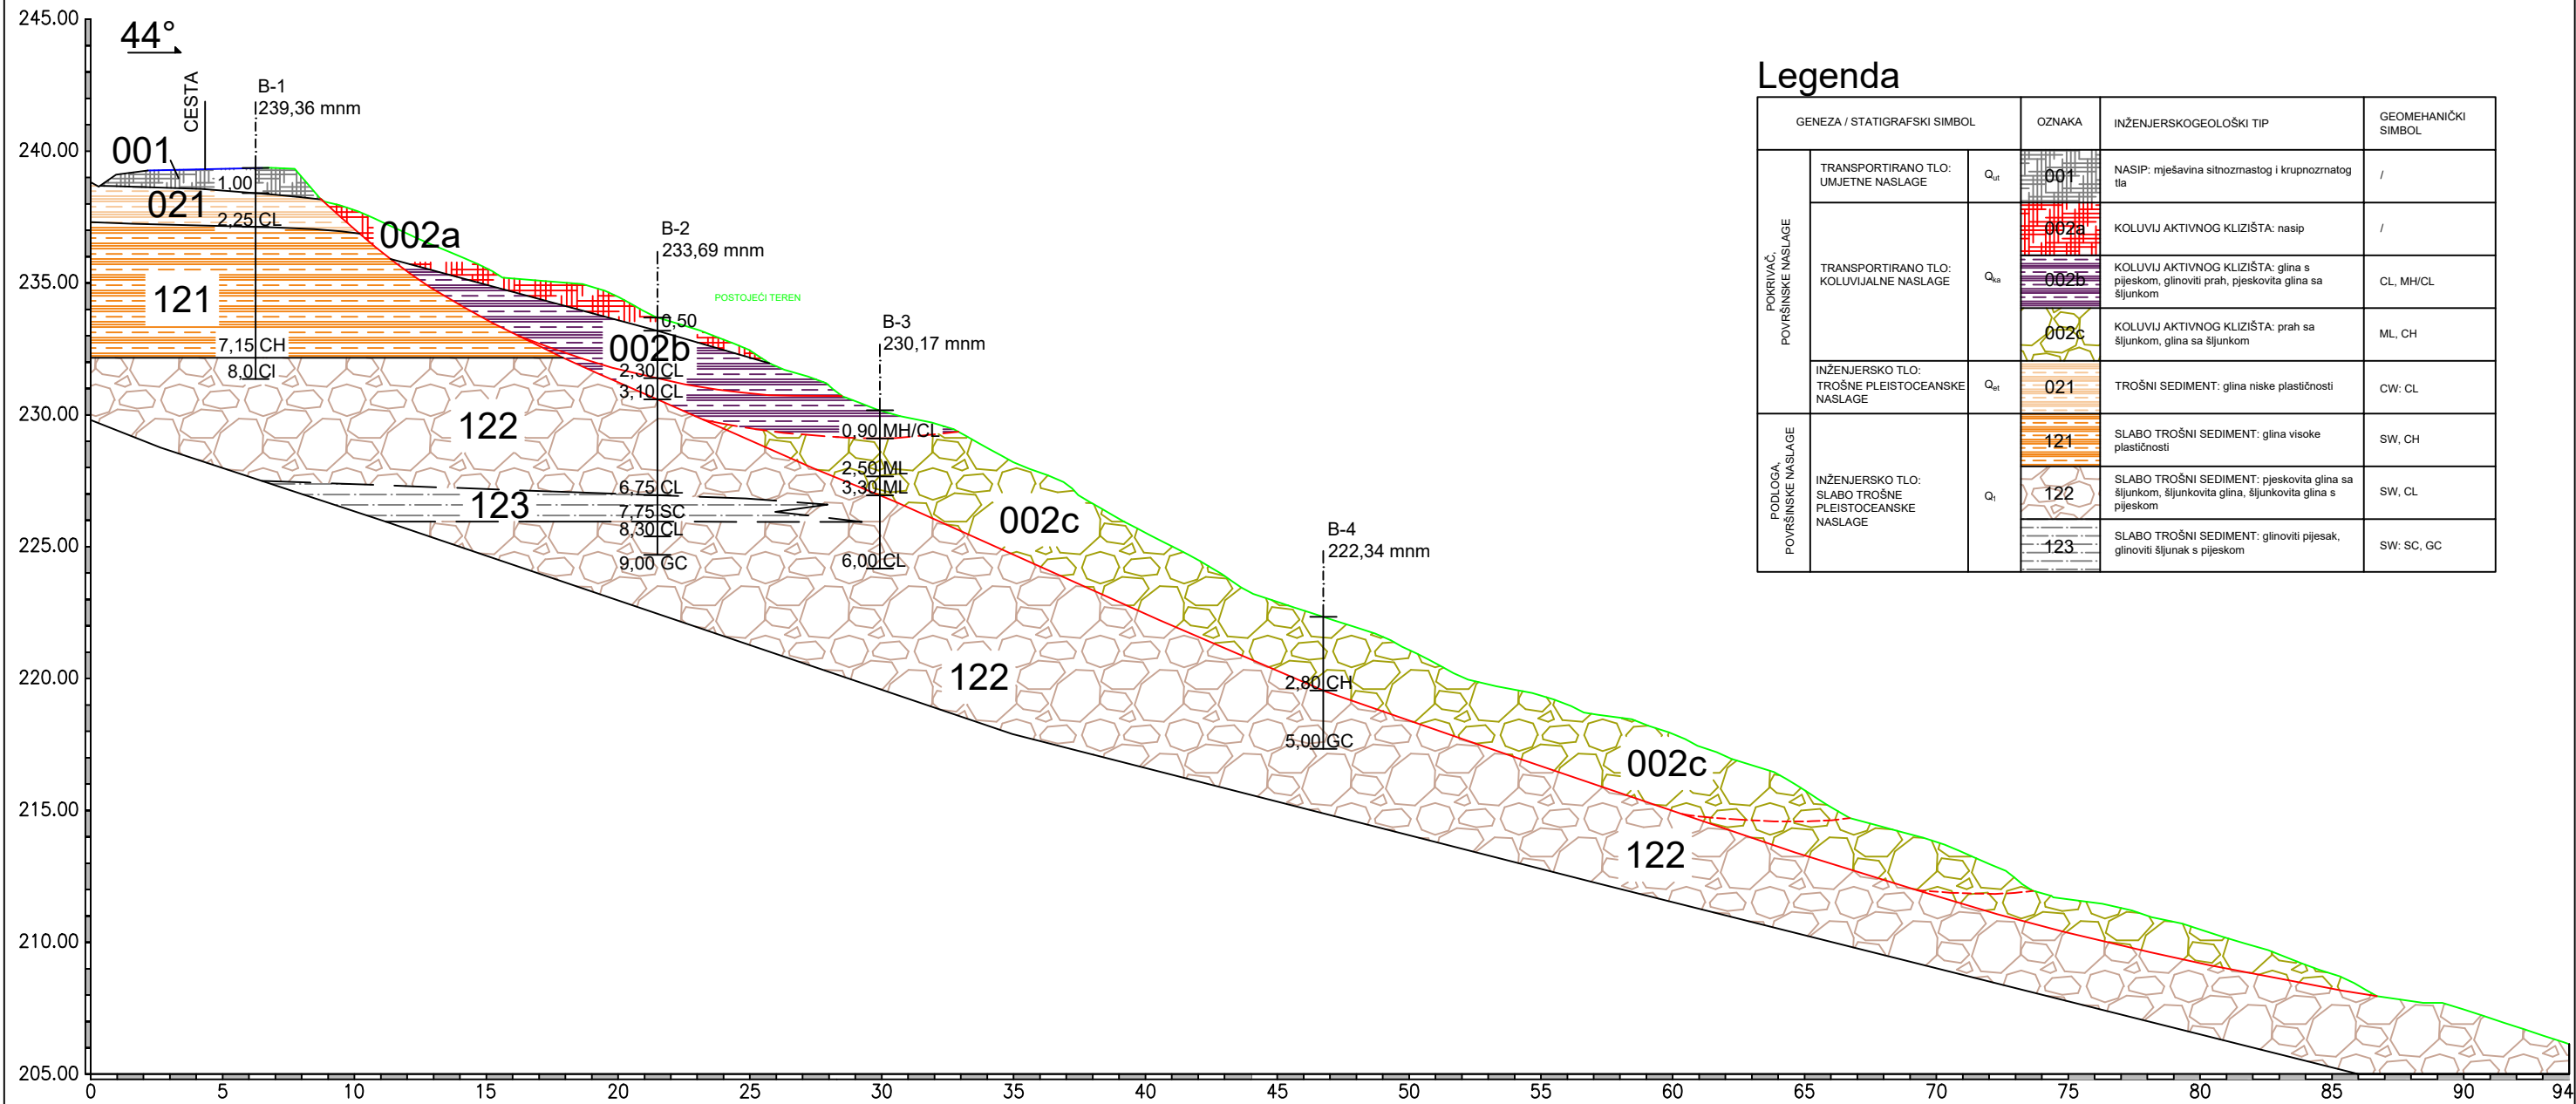 245.00
240.00
235.00
230.00
225.00
220.00
215.00
210.00
205.00
0
5
10
15
20
25
30
35
40
45
50
55
60
65
70
75
80
85
90
94
44°
CESTA
B-1
239,36 mnm
001
1,00
021
2,25 CL
121
7,15 CH
8,0 CI
002a
B-2
233,69 mnm
0,50
002b
2,30 CL
3,10 CL
6,75 CL
7,75 SC
8,30 CL
9,00 GC
POSTOJEĆI TEREN
B-3
230,17 mnm
0,90 MH/CL
2,50 ML
3,30 ML
6,00 CL
122
123
002c
B-4
222,34 mnm
2,80 CH
5,00 GC
122
002c
122
Legenda
GENEZA / STATIGRAFSKI SIMBOL
OZNAKA
INŽENJERSKOGEOLOŠKI TIP
GEOMEHANIČKI
SIMBOL
POKRIVAČ,
POVRŠINSKE NASLAGE
TRANSPORTIRANO TLO:
UMJETNE NASLAGE
Qut
001
NASIP: mješavina sitnozrnastog i krupnozrnatog
tla
/
TRANSPORTIRANO TLO:
KOLUVIJALNE NASLAGE
Qka
002a
KOLUVIJ AKTIVNOG KLIZIŠTA: nasip
/
002b
KOLUVIJ AKTIVNOG KLIZIŠTA: glina s
pijeskom, glinoviti prah, pjeskovita glina sa
šljunkom
CL, MH/CL
002c
KOLUVIJ AKTIVNOG KLIZIŠTA: prah sa
šljunkom, glina sa šljunkom
ML, CH
INŽENJERSKO TLO:
TROŠNE PLEISTOCEANSKE
NASLAGE
Qet
021
TROŠNI SEDIMENT: glina niske plastičnosti
CW: CL
PODLOGA,
POVRŠINSKE NASLAGE
INŽENJERSKO TLO:
SLABO TROŠNE
PLEISTOCEANSKE
NASLAGE
Q1
121
SLABO TROŠNI SEDIMENT: glina visoke
plastičnosti
SW, CH
122
SLABO TROŠNI SEDIMENT: pjeskovita glina sa
šljunkom, šljunkovita glina, šljunkovita glina s
pijeskom
SW, CL
123
SLABO TROŠNI SEDIMENT: glinoviti pijesak,
glinoviti šljunak s pijeskom
SW: SC, GC